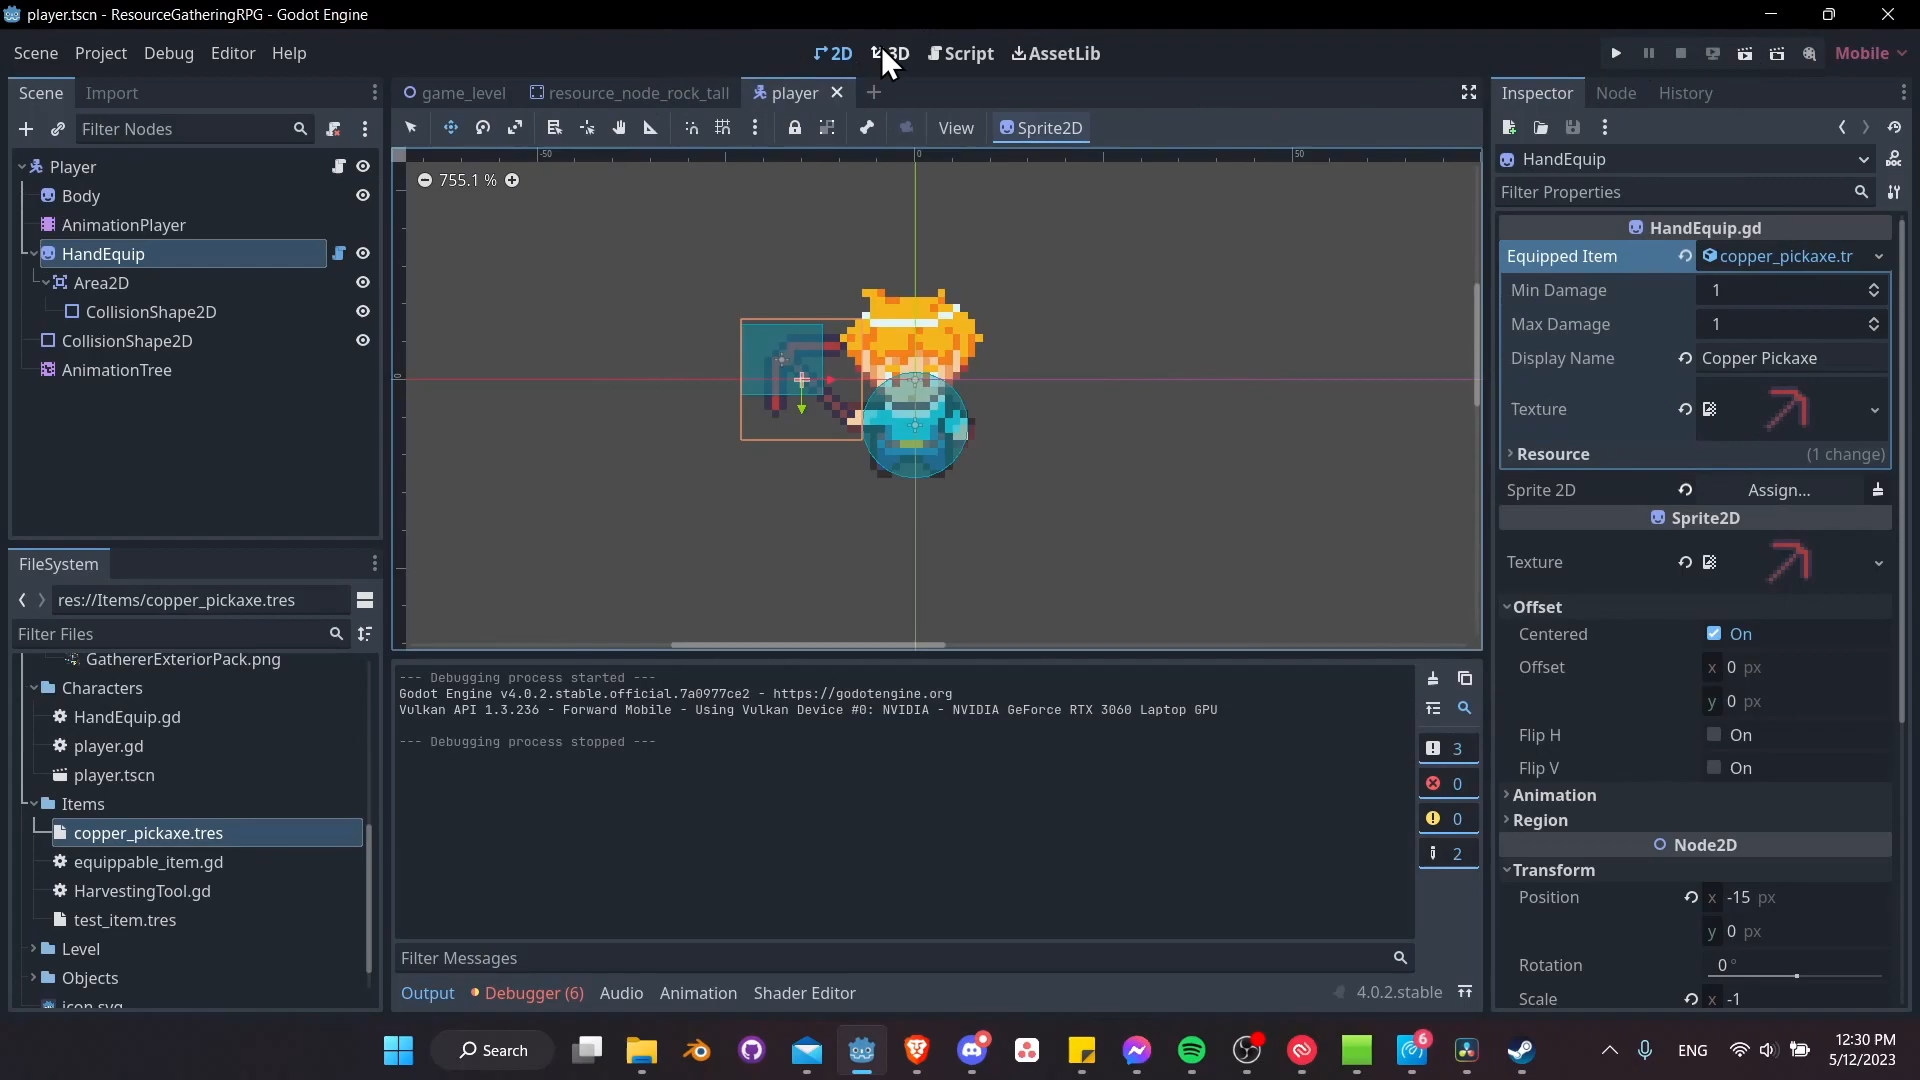 player.tscn - ResourceGatheringRPG - Godot Engine
Scene Project Debug Editor Help
2D 3D Script AssetLib
Mobile
Scene Import
Filter Nodes
Player
Body
AnimationPlayer
HandEquip
Area2D
CollisionShape2D
CollisionShape2D
AnimationTree
FileSystem
res://Items/copper_pickaxe.tres
Filter Files
GathererExteriorPack.png
Characters
HandEquip.gd
player.gd
player.tscn
Items
copper_pickaxe.tres
equippable_item.gd
HarvestingTool.gd
test_item.tres
Level
Objects
icon.svg
game_level resource_node_rock_tall player
View Sprite2D
-50 0 50
755.1 %
0
--- Debugging process started ---
Godot Engine v4.0.2.stable.official.7a0977ce2 - https://godotengine.org
Vulkan API 1.3.236 - Forward Mobile - Using Vulkan Device #0: NVIDIA - NVIDIA GeForce RTX 3060 Laptop GPU
--- Debugging process stopped ---
3
0
0
2
Filter Messages
Output Debugger (6) Audio Animation Shader Editor
4.0.2.stable
Inspector Node History
HandEquip
Filter Properties
HandEquip.gd
Equipped Item copper_pickaxe.tr
Min Damage 1
Max Damage 1
Display Name Copper Pickaxe
Texture
Resource (1 change)
Sprite 2D Assign...
Sprite2D
Texture
Offset
Centered On
Offset x 0 px
y 0 px
Flip H On
Flip V On
Animation
Region
Node2D
Transform
Position x -15 px
y 0 px
Rotation 0 °
Scale x -1
Search
6
ENG
12:30 PM
5/12/2023